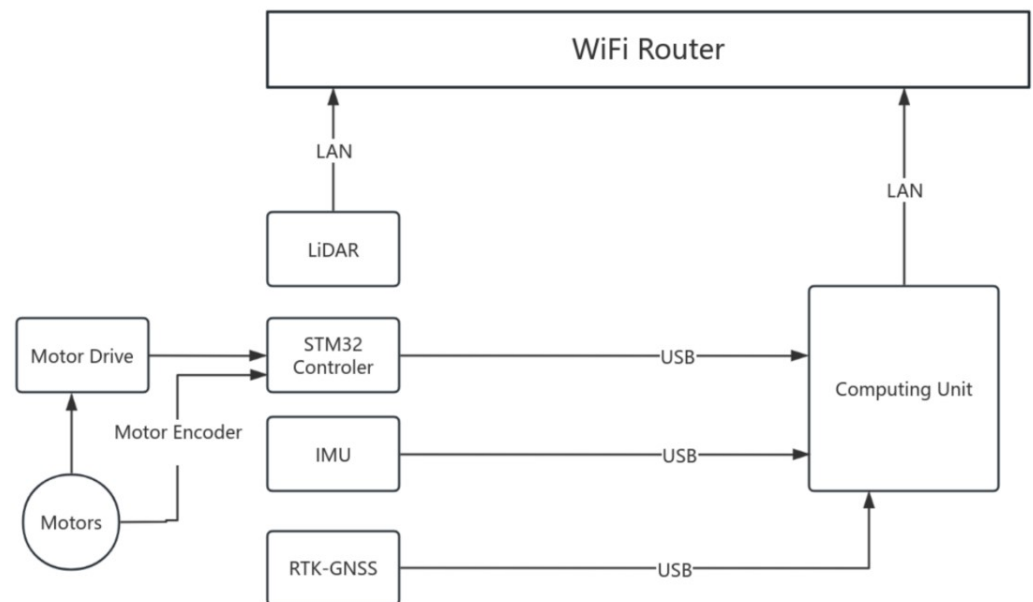 WiFi Router
LAN
LAN
LiDAR
Motor Drive
STM32
Controler
USB
Computing Unit
Motor Encoder
IMU
USB
Motors
RTK-GNSS
USB